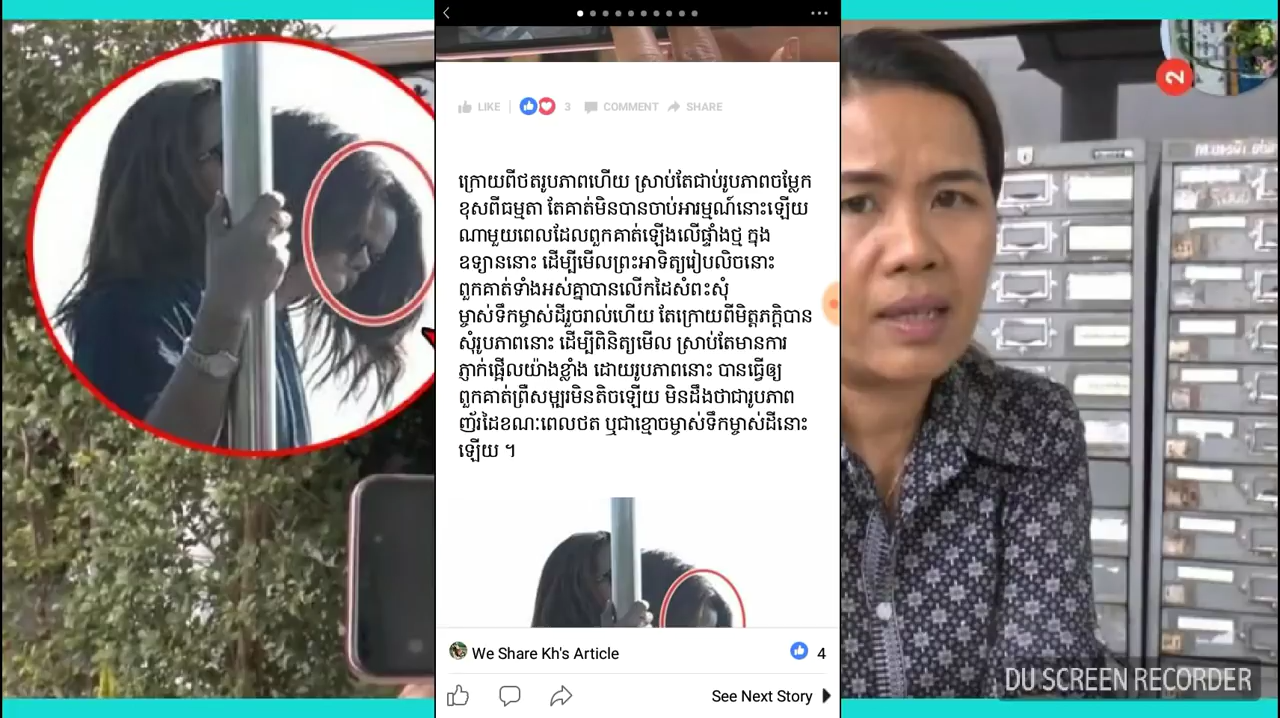 LIKE
3
COMMENT
SHARE
ក្រោយពីថតរូបភាពហើយ ស្រាប់តែជាប់រូបភាពចម្លែក
ខុសពីធម្មតា តែគាត់មិនបានចាប់អារម្មណ៍នោះឡើយ
ណាមួយពេលដែលពួកគាត់ឡើងលើផ្ទាំងថ្ម ក្នុង
ឧទ្យាននោះ ដើម្បីមើលព្រះអាទិត្យរៀបលិចនោះ
ពួកគាត់ទាំងអស់គ្នាបានលើកដៃសំពះសុំ
ម្ចាស់ទឹកម្ចាស់ដីរួចរាល់ហើយ តែក្រោយពីមិត្តភក្តិបាន
សុំរូបភាពនោះ ដើម្បីពិនិត្យមើល ស្រាប់តែមានការ
ភ្ញាក់ផ្អើលយ៉ាងខ្លាំង ដោយរូបភាពនោះ បានធ្វើឲ្យ
ពួកគាត់ព្រឺសម្បុរមិនតិចឡើយ មិនដឹងថាជារូបភាព
ញ័រដៃខណៈពេលថត ឬជាខ្មោចម្ចាស់ទឹកម្ចាស់ដីនោះ
ឡើយ ។
We Share Kh's Article
4
See Next Story
2
DU SCREEN RECORDER